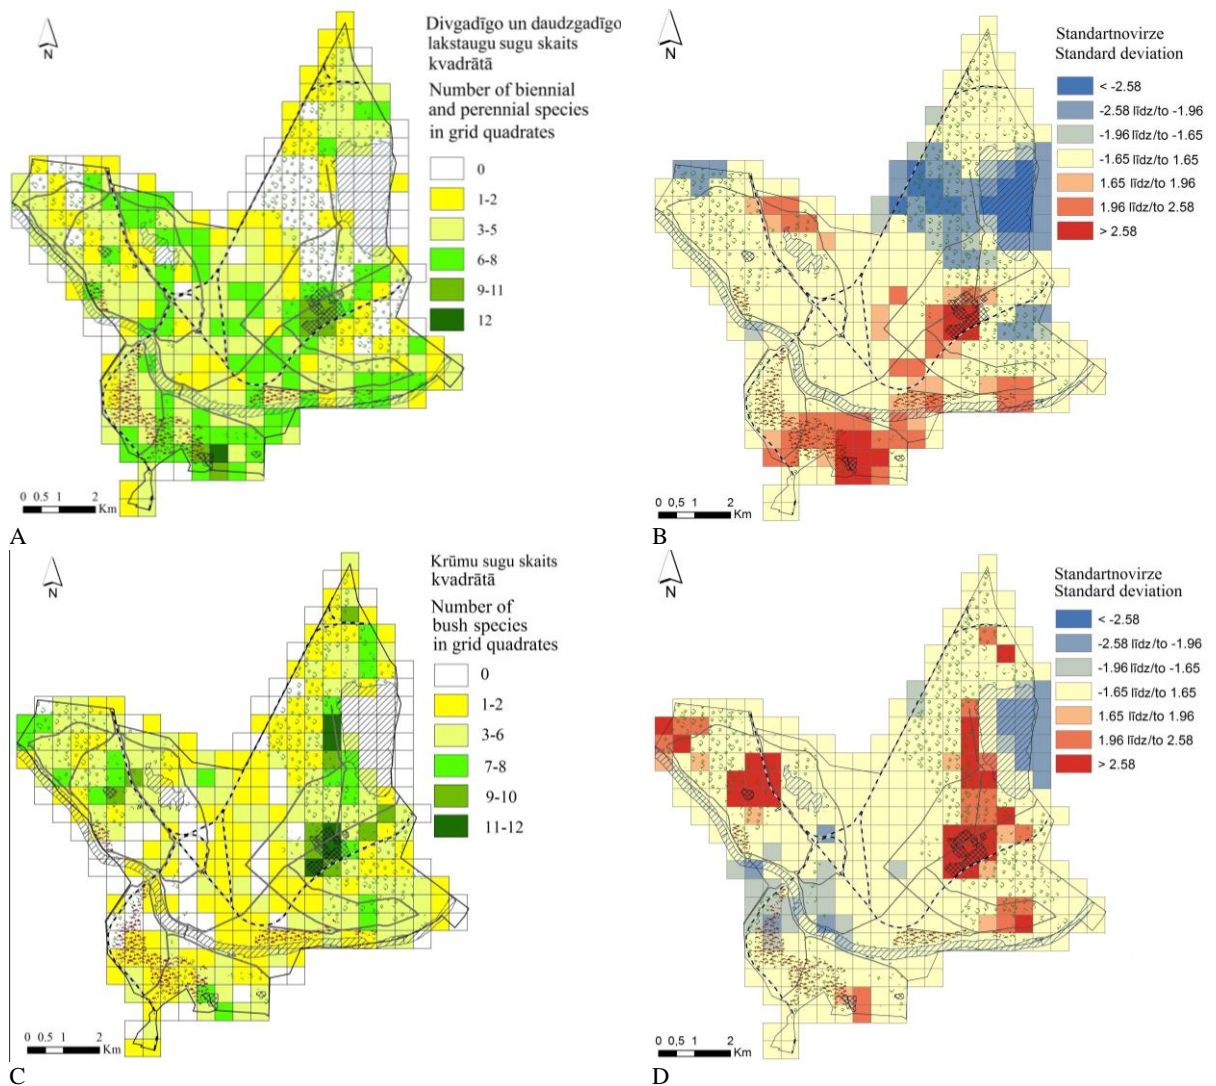 N
Divgadīgo un daudzgadīgo
lakstaugu sugu skaits
kvadrātā
Number of biennial
and perennial species
in grid quadrates
0
1-2
3-5
6-8
9-11
12
0 0,5 1 2
Km
A
N
Standartnovirze
Standard deviation
< -2.58
-2.58 līdz/to -1.96
-1.96 līdz/to -1.65
-1.65 līdz/to 1.65
1.65 līdz/to 1.96
1.96 līdz/to 2.58
> 2.58
0 0,5 1 2
Km
B
N
Krūmu sugu skaits
kvadrātā
Number of
bush species
in grid quadrates
0
1-2
3-6
7-8
9-10
11-12
0 0,5 1 2
Km
C
N
Standartnovirze
Standard deviation
< -2.58
-2.58 līdz/to -1.96
-1.96 līdz/to -1.65
-1.65 līdz/to 1.65
1.65 līdz/to 1.96
1.96 līdz/to 2.58
> 2.58
0 0,5 1 2
Km
D